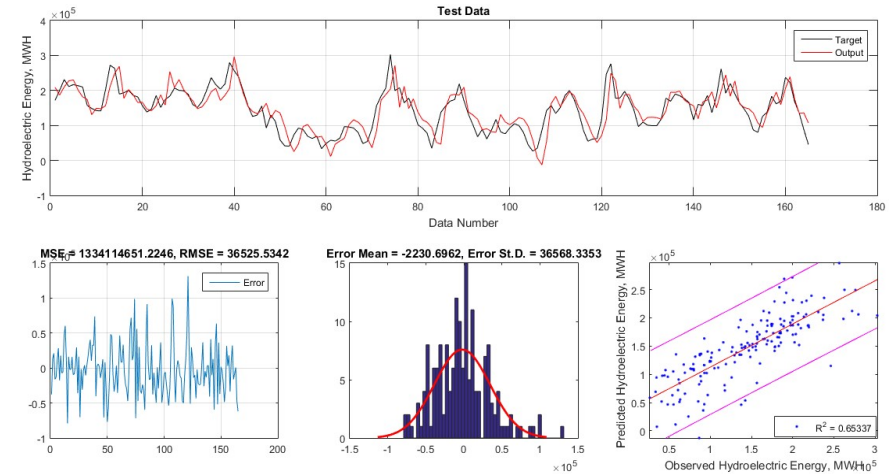 Test Data
× 10^5
4
3
2
1
0
-1
Hydroelectric Energy, MWH
Target
Output
0 20 40 60 80 100 120 140 160 180
Data Number
MSE = 1334114651.2246, RMSE = 36525.5342
1.5
1
0.5
0
-0.5
-1
Error
0 50 100 150 200
Error Mean = -2230.6962, Error St.D. = 36568.3353
15
10
5
0
-1.5 -1 -0.5 0 0.5 1 1.5
× 10^5
× 10^5
2.5
2
1.5
1
0.5
0
Predicted Hydroelectric Energy, MWH
R^2 = 0.65337
0.5 1 1.5 2 2.5 3
Observed Hydroelectric Energy, MWH